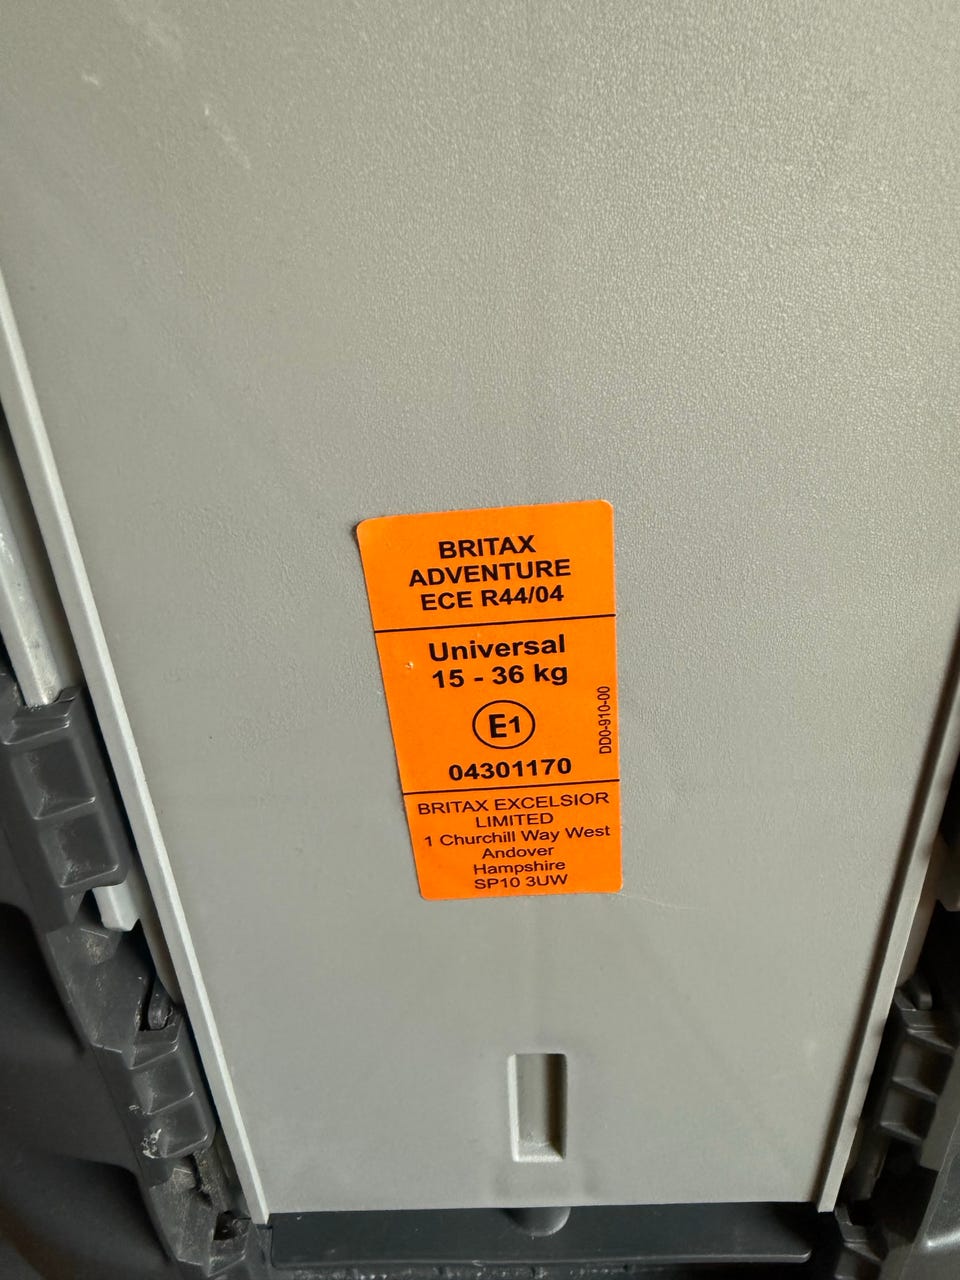 BRITAX
ADVENTURE
ECE R44/04
Universal
15 - 36 kg
E1
04301170
DD0-910-00
BRITAX EXCELSIOR
LIMITED
1 Churchill Way West
Andover
Hampshire
SP10 3UW